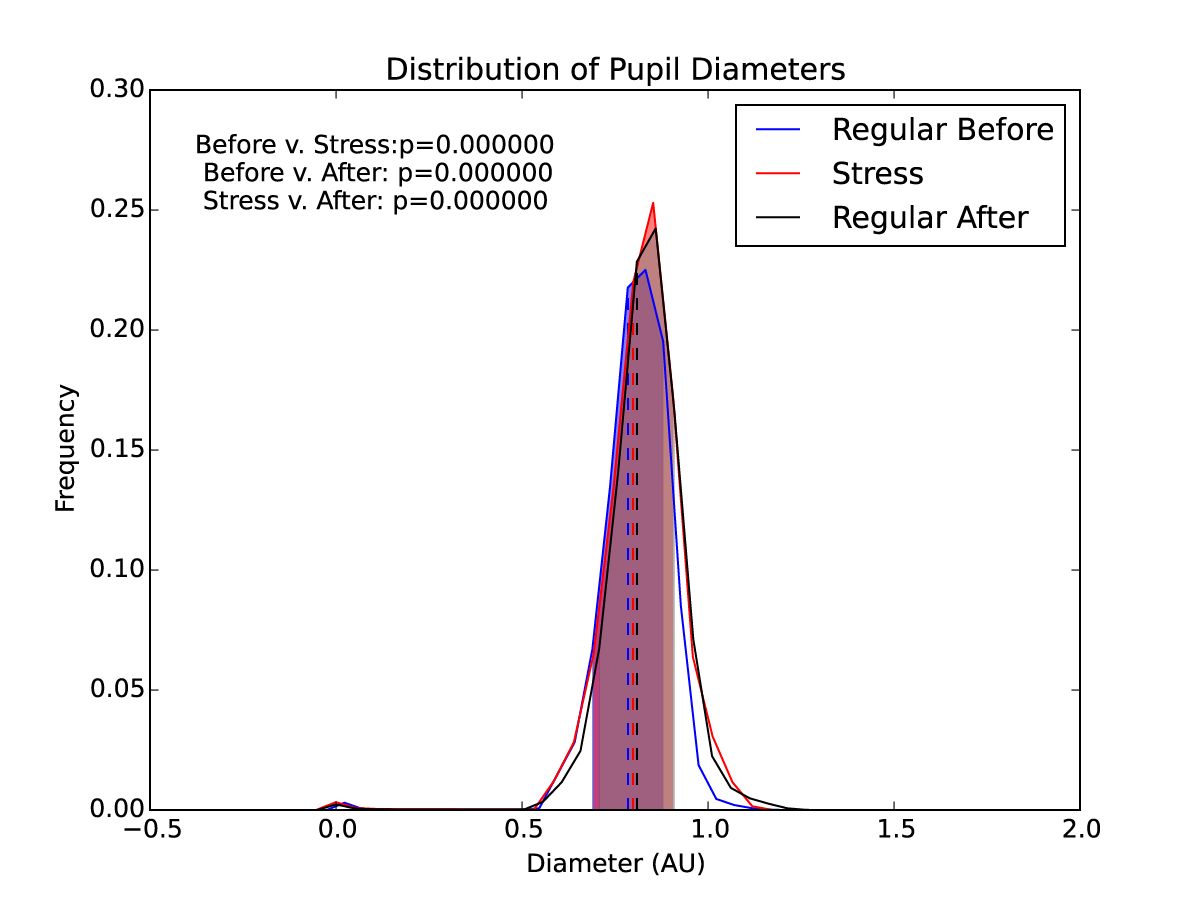 Distribution of Pupil Diameters
0.30
0.25
0.20
0.15
0.10
0.05
0.00
Frequency
Before v. Stress:p=0.000000
Before v. After: p=0.000000
Stress v. After: p=0.000000
Regular Before
Stress
Regular After
−0.5 0.0 0.5 1.0 1.5 2.0
Diameter (AU)